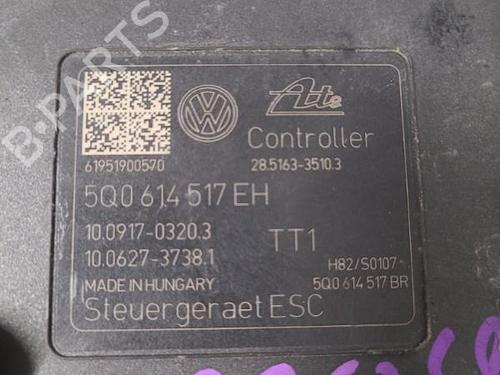 B-PARTS
Ate
Controller
61951900570
28.5163-3510.3
5Q0 614 517 EH
10.0917-0320.3
TT1
10.0627-3738.1
H82/S0107
MADE IN HUNGARY
5Q0 614 517 BR
Steuergeraet ESC